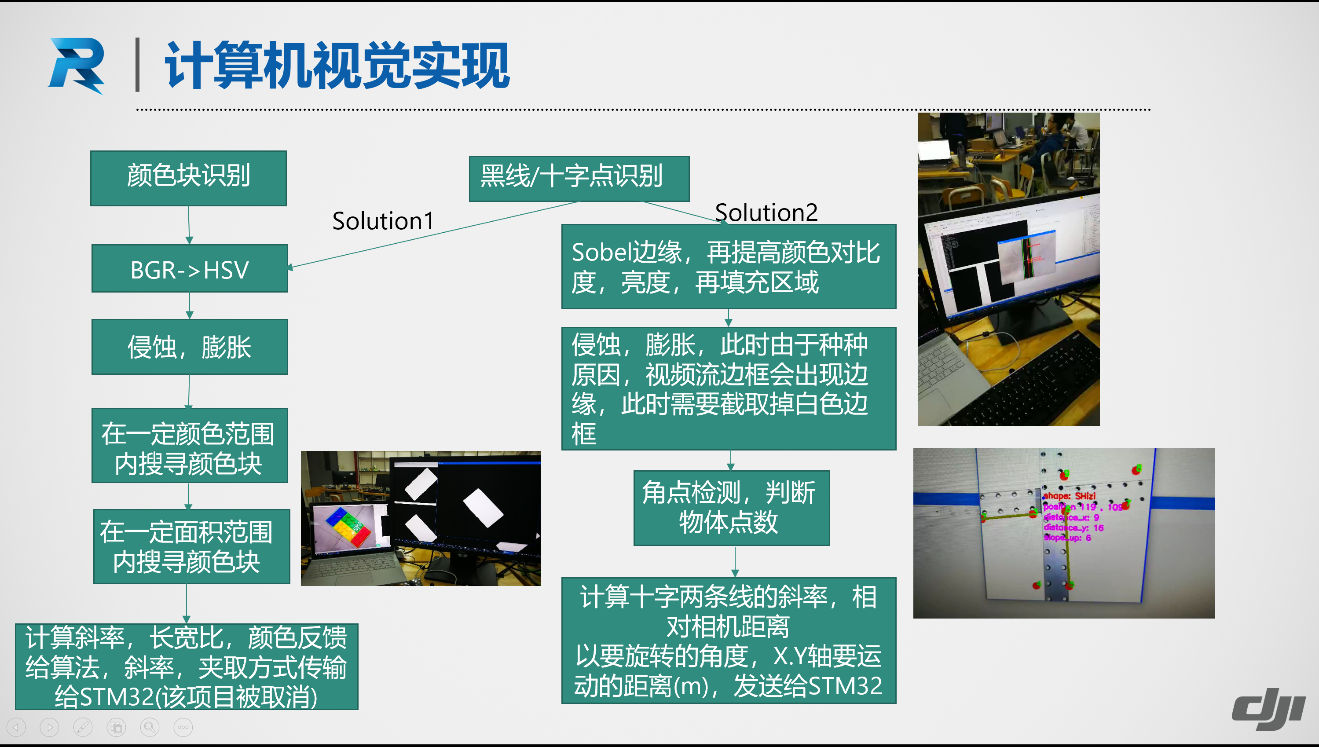 计算机视觉实现
颜色块识别
BGR->HSV
侵蚀，膨胀
在一定颜色范围
内搜寻颜色块
在一定面积范围
内搜寻颜色块
计算斜率，长宽比，颜色反馈
给算法，斜率，夹取方式传输
给STM32(该项目被取消)
黑线/十字点识别
Solution1
Solution2
Sobel边缘，再提高颜色对比
度，亮度，再填充区域
侵蚀，膨胀，此时由于种种
原因，视频流边框会出现边
缘，此时需要截取掉白色边
框
角点检测，判断
物体点数
计算十字两条线的斜率，相
对相机距离
以要旋转的角度，X.Y轴要运
动的距离(m)，发送给STM32
shape: SHizi
position 119 , 109
distance_x: 9
distance_y: 16
slope_up: 6
dji